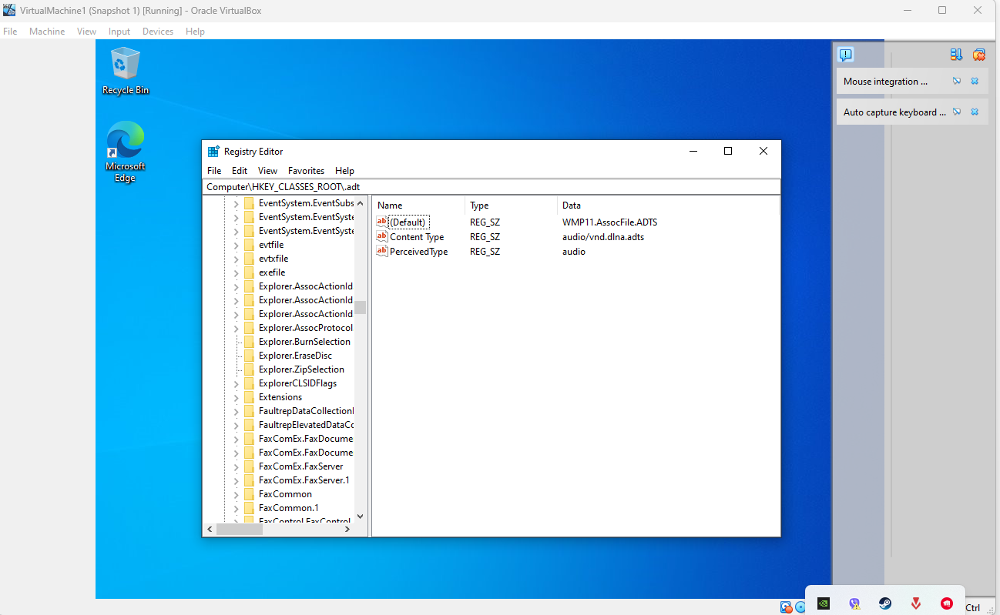 VirtualMachine1 (Snapshot 1) [Running] - Oracle VirtualBox
File Machine View Input Devices Help
Recycle Bin
Microsoft
Edge
Mouse integration ...
Auto capture keyboard ...
Registry Editor
File Edit View Favorites Help
Computer\HKEY_CLASSES_ROOT\.adt
EventSystem.EventSubs
EventSystem.EventSyste
EventSystem.EventSyste
evtfile
evtxfile
exefile
Explorer.AssocActionId
Explorer.AssocActionId
Explorer.AssocActionId
Explorer.AssocProtocol
Explorer.BurnSelection
Explorer.EraseDisc
Explorer.ZipSelection
ExplorerCLSIDFlags
Extensions
FaultrepDataCollectionI
FaultrepElevatedDataCo
FaxComEx.FaxDocume
FaxComEx.FaxDocume
FaxComEx.FaxServer
FaxComEx.FaxServer.1
FaxCommon
FaxCommon.1
FaxControl.FaxControl
Name Type Data
ab (Default) REG_SZ WMP11.AssocFile.ADTS
ab Content Type REG_SZ audio/vnd.dlna.adts
ab PerceivedType REG_SZ audio
Ctrl